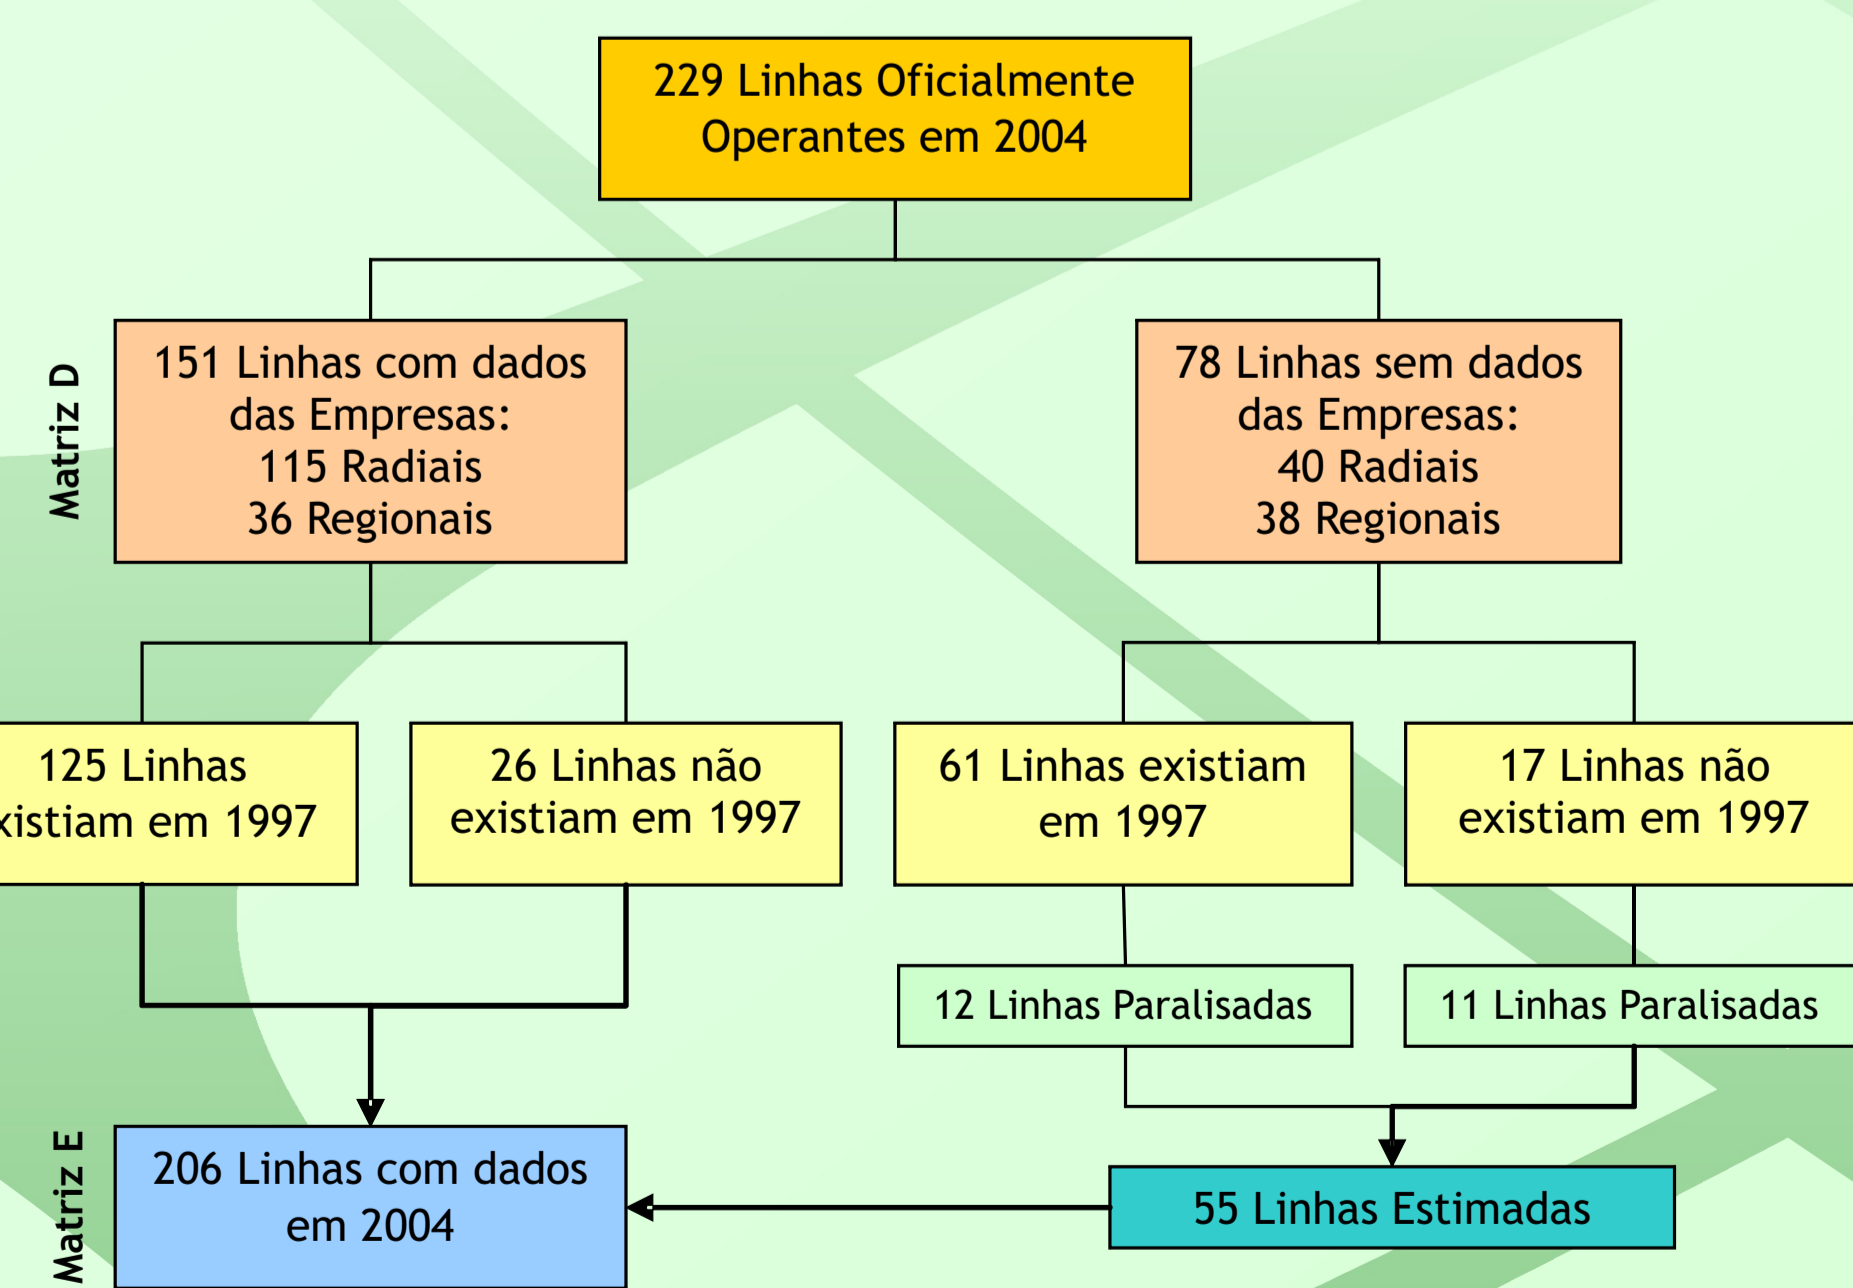 229 Linhas Oficialmente
Operantes em 2004
Matriz D
151 Linhas com dados
das Empresas:
115 Radiais
36 Regionais
78 Linhas sem dados
das Empresas:
40 Radiais
38 Regionais
125 Linhas
xistiam em 1997
26 Linhas não
existiam em 1997
61 Linhas existiam
em 1997
17 Linhas não
existiam em 1997
12 Linhas Paralisadas
11 Linhas Paralisadas
Matriz E
206 Linhas com dados
em 2004
55 Linhas Estimadas